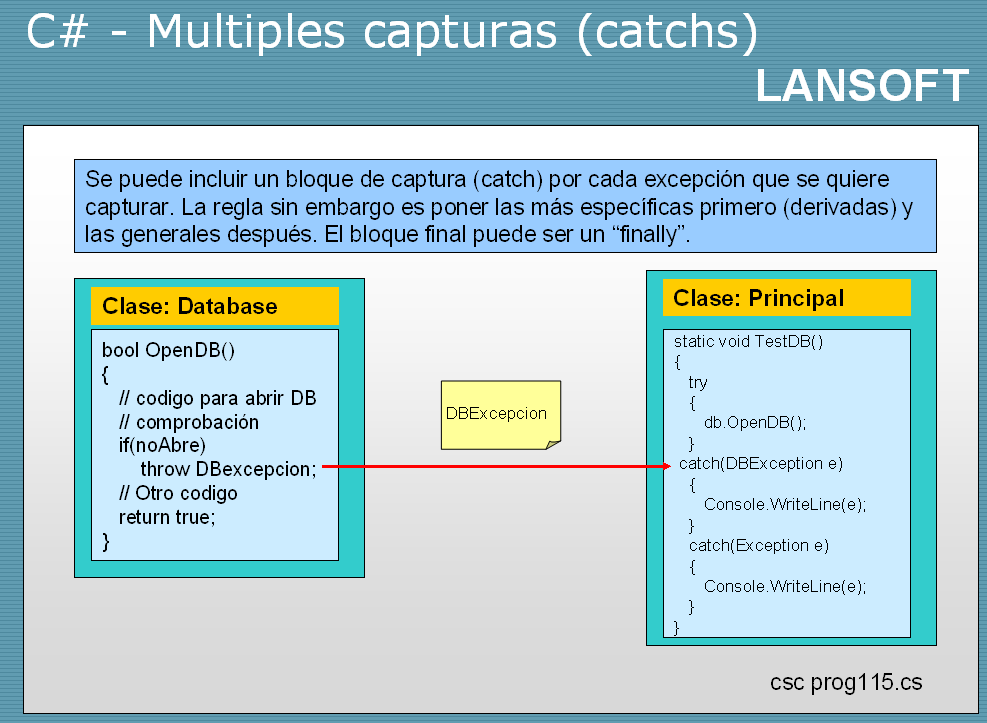 C# - Multiples capturas (catchs)
LANSOFT
Se puede incluir un bloque de captura (catch) por cada excepción que se quiere
capturar. La regla sin embargo es poner las más específicas primero (derivadas) y
las generales después. El bloque final puede ser un “finally”.
Clase: Database
bool OpenDB()
{
// codigo para abrir DB
// comprobación
if(noAbre)
throw DBexcepcion;
// Otro codigo
return true;
}
DBExcepcion
Clase: Principal
static void TestDB()
{
try
{
db.OpenDB();
}
catch(DBException e)
{
Console.WriteLine(e);
}
catch(Exception e)
{
Console.WriteLine(e);
}
}
csc prog115.cs